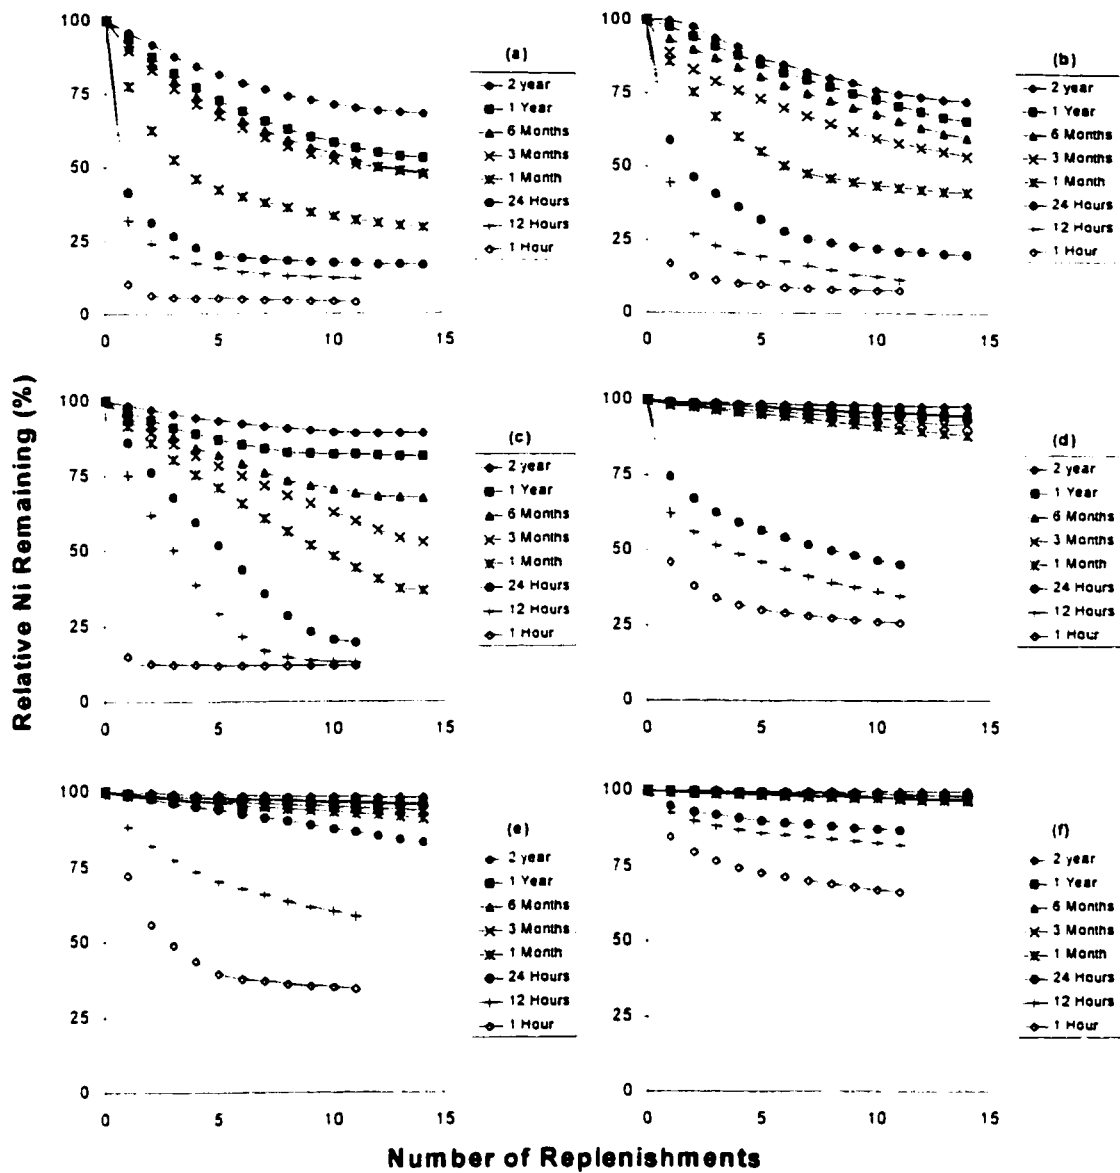 100
75
50
25
0
0 5 10 15
(a)
2 year
1 Year
6 Months
3 Months
1 Month
24 Hours
12 Hours
1 Hour
100
75
50
25
0
0 5 10 15
(b)
2 year
1 Year
6 Months
3 Months
1 Month
24 Hours
12 Hours
1 Hour
Relative Ni Remaining (%)
100
75
50
25
0
0 5 10 15
(c)
2 year
1 Year
6 Months
3 Months
1 Month
24 Hours
12 Hours
1 Hour
100
75
50
25
0
0 5 10 15
(d)
2 year
1 Year
6 Months
3 Months
1 Month
24 Hours
12 Hours
1 Hour
100
75
50
25
0
0 5 10 15
(e)
2 year
1 Year
6 Months
3 Months
1 Month
24 Hours
12 Hours
1 Hour
100
75
50
25
0
0 5 10 15
(f)
2 year
1 Year
6 Months
3 Months
1 Month
24 Hours
12 Hours
1 Hour
Number of Replenishments